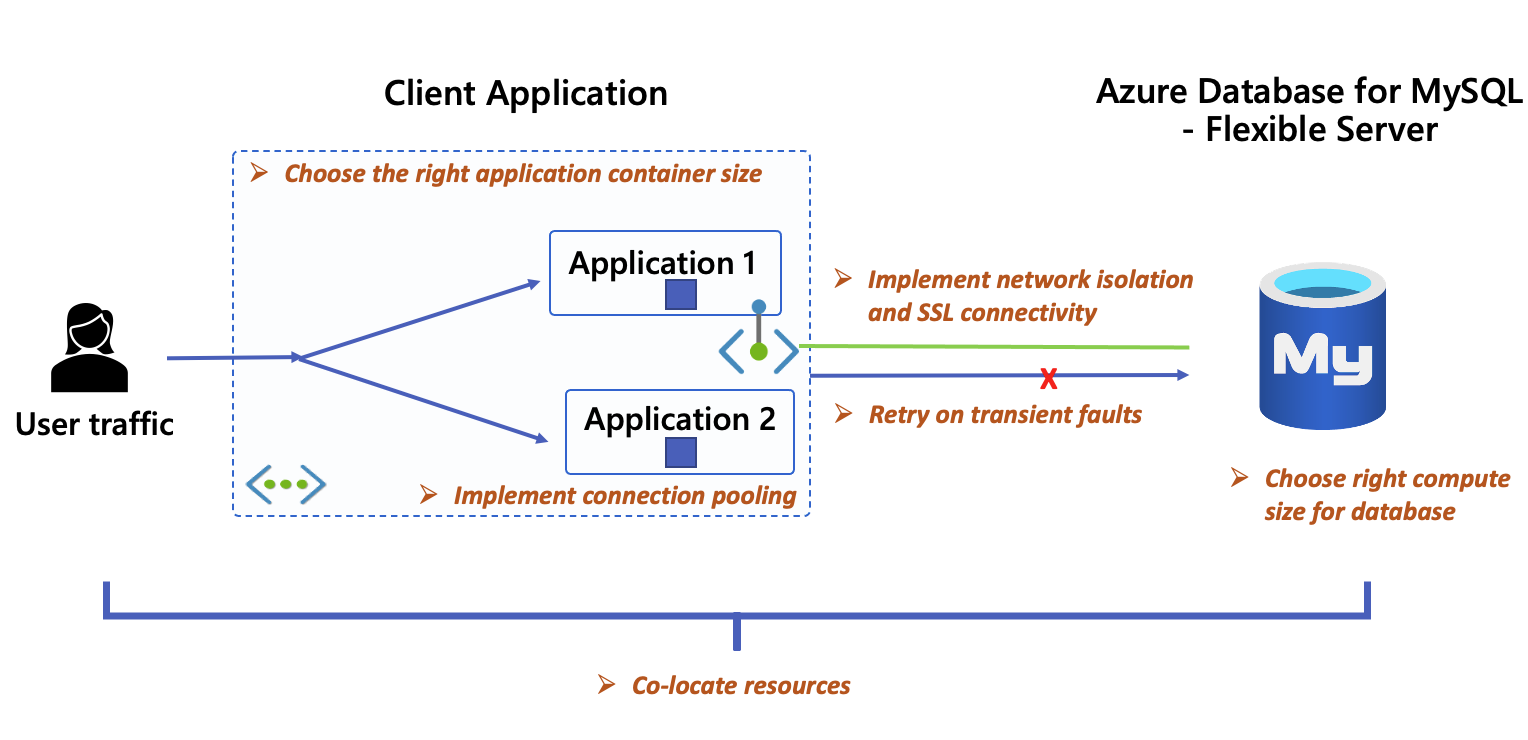 Client Application
Azure Database for MySQL
- Flexible Server
Choose the right application container size
Application 1
Implement network isolation
and SSL connectivity
My
X
User traffic
Application 2
Retry on transient faults
Implement connection pooling
Choose right compute
size for database
Co-locate resources